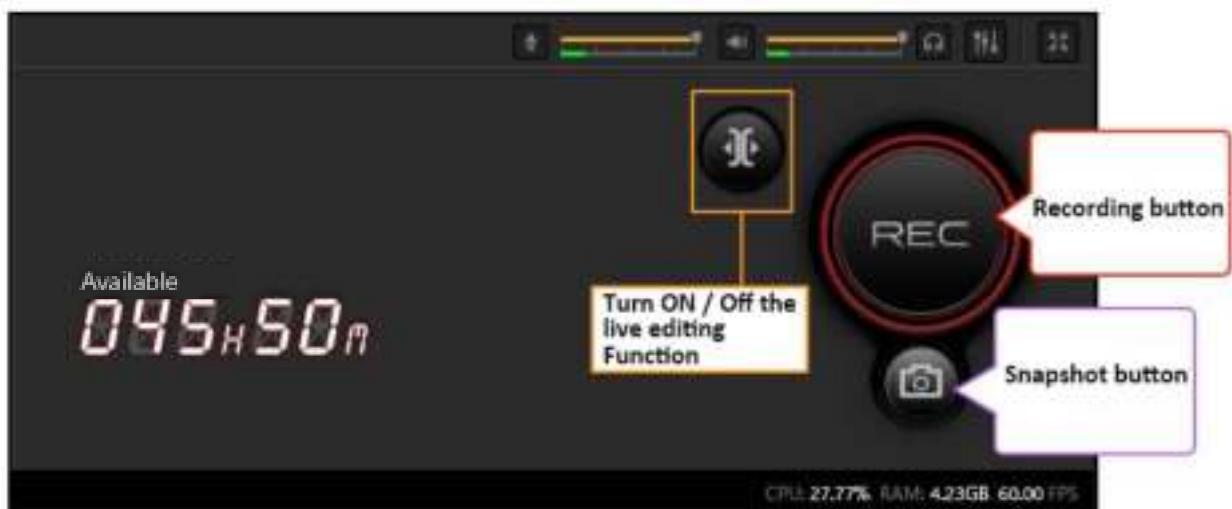 REC
Recording button
Available
045H50m
Turn ON / Off the
live editing
Function
Snapshot button
CPU: 27.77% RAM: 4.23GB 60.00 FPS